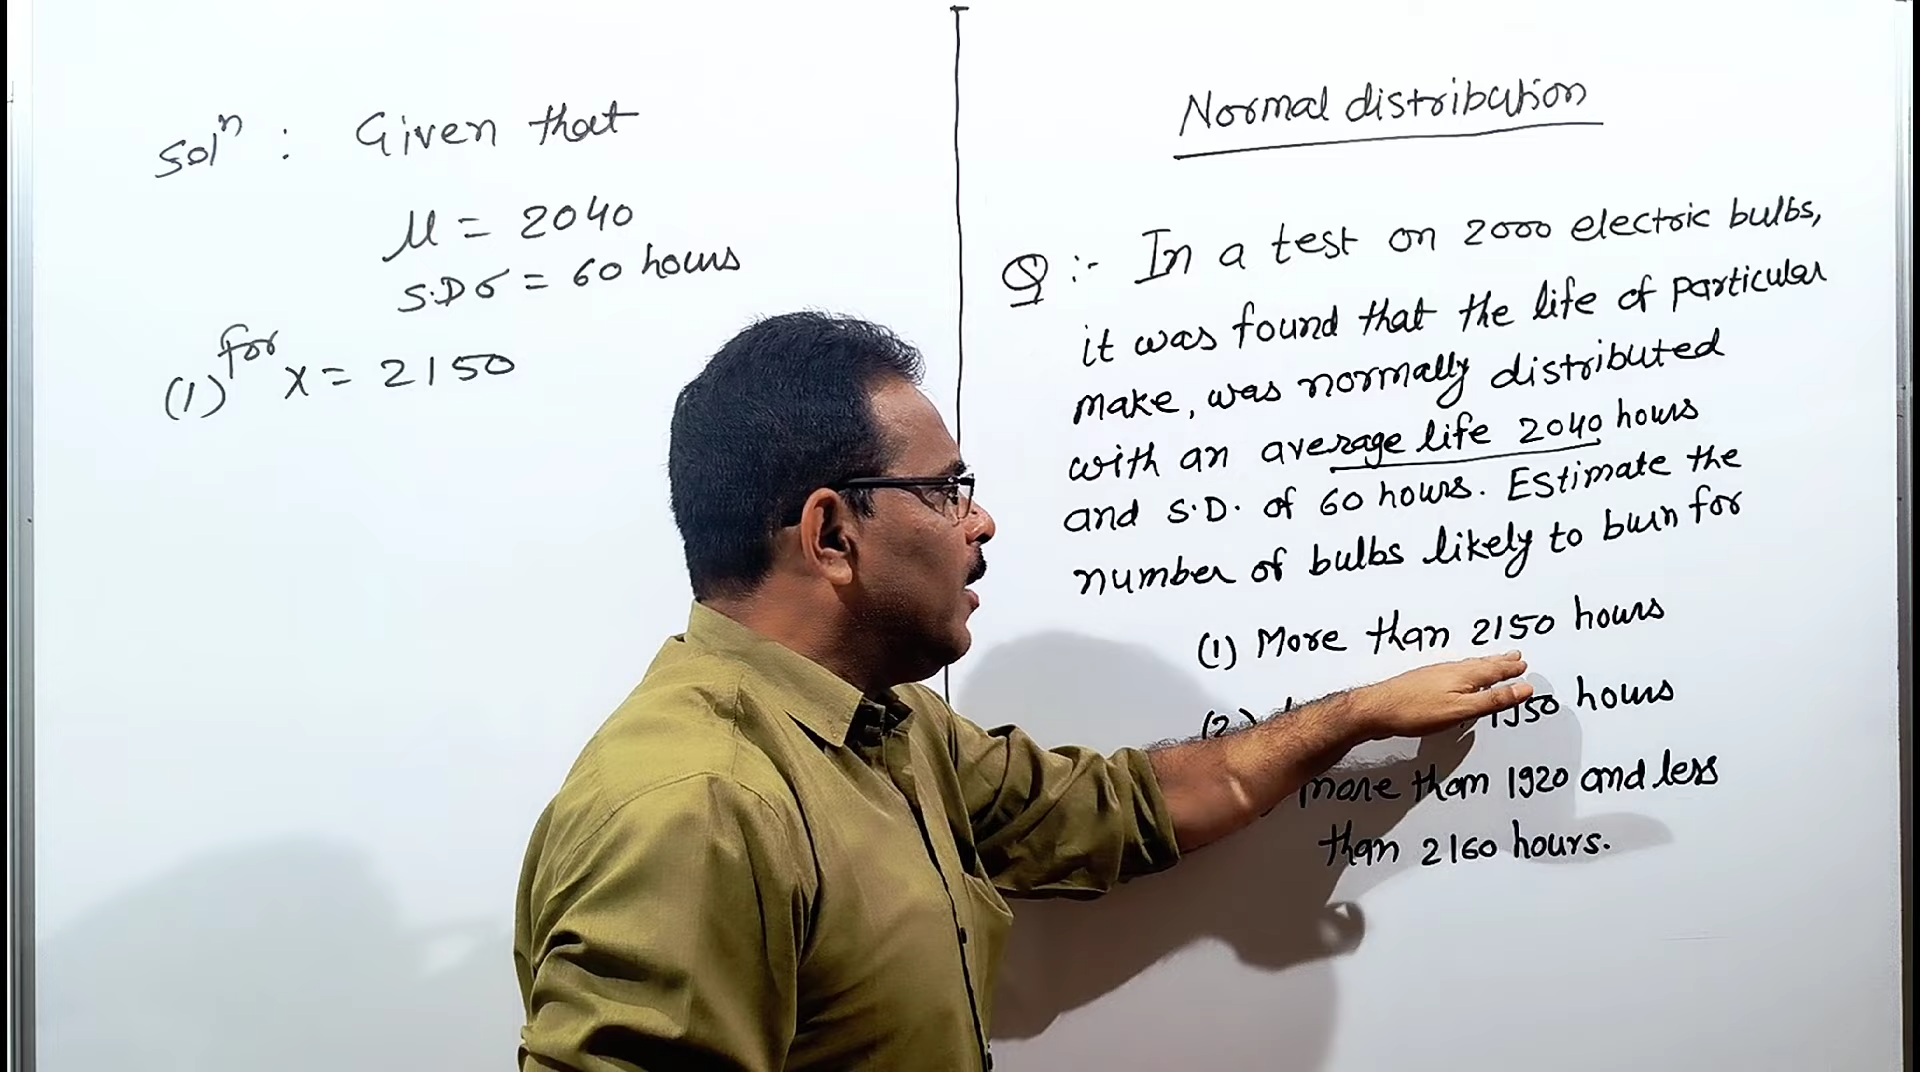 Solⁿ : Given that
μ = 2040
S.D σ = 60 hours
(1) for x = 2150
Normal distribution
Q :- In a test on 2000 electric bulbs,
it was found that the life of particular
make, was normally distributed
with an average life 2040 hours
and S.D. of 60 hours. Estimate the
number of bulbs likely to burn for
(1) More than 2150 hours
(2) 1950 hours
more than 1920 and less
than 2160 hours.